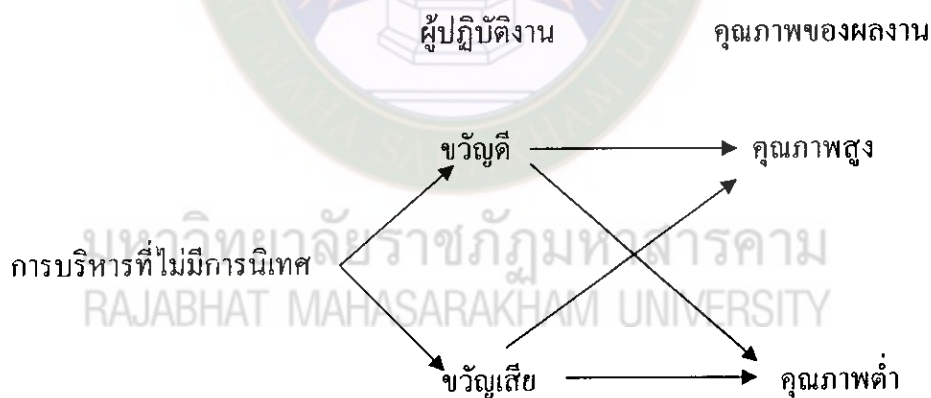 ผู้ปฏิบัติงาน คุณภาพของผลงาน
ขวัญดี คุณภาพสูง
มหาวิทยาลัยราชภัฏมหาสารคาม
การบริหารที่ไม่มีการนิเทศ
RAJABHAT MAHASARAKHAM UNIVERSITY
ขวัญเสีย คุณภาพต่ำ